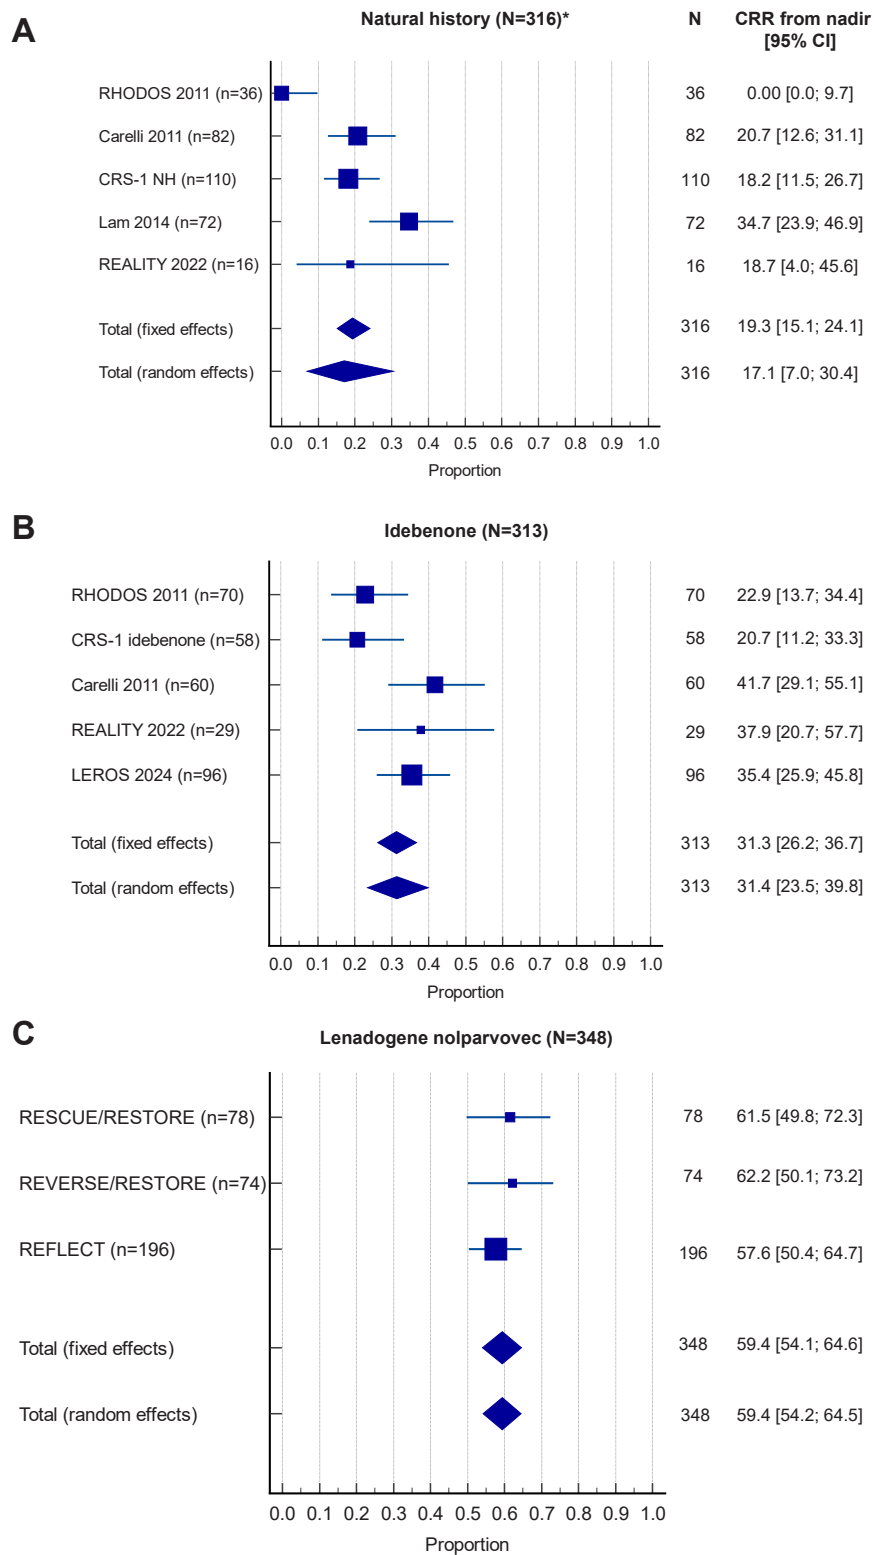 A
Natural history (N=316)*
N
CRR from nadir
[95% CI]
RHODOS 2011 (n=36)
36
0.00 [0.0; 9.7]
Carelli 2011 (n=82)
82
20.7 [12.6; 31.1]
CRS-1 NH (n=110)
110
18.2 [11.5; 26.7]
Lam 2014 (n=72)
72
34.7 [23.9; 46.9]
REALITY 2022 (n=16)
16
18.7 [4.0; 45.6]
Total (fixed effects)
316
19.3 [15.1; 24.1]
Total (random effects)
316
17.1 [7.0; 30.4]
0.0 0.1 0.2 0.3 0.4 0.5 0.6 0.7 0.8 0.9 1.0
Proportion
B
Idebenone (N=313)
RHODOS 2011 (n=70)
70
22.9 [13.7; 34.4]
CRS-1 idebenone (n=58)
58
20.7 [11.2; 33.3]
Carelli 2011 (n=60)
60
41.7 [29.1; 55.1]
REALITY 2022 (n=29)
29
37.9 [20.7; 57.7]
LEROS 2024 (n=96)
96
35.4 [25.9; 45.8]
Total (fixed effects)
313
31.3 [26.2; 36.7]
Total (random effects)
313
31.4 [23.5; 39.8]
0.0 0.1 0.2 0.3 0.4 0.5 0.6 0.7 0.8 0.9 1.0
Proportion
C
Lenadogene nolparvovec (N=348)
RESCUE/RESTORE (n=78)
78
61.5 [49.8; 72.3]
REVERSE/RESTORE (n=74)
74
62.2 [50.1; 73.2]
REFLECT (n=196)
196
57.6 [50.4; 64.7]
Total (fixed effects)
348
59.4 [54.1; 64.6]
Total (random effects)
348
59.4 [54.2; 64.5]
0.0 0.1 0.2 0.3 0.4 0.5 0.6 0.7 0.8 0.9 1.0
Proportion